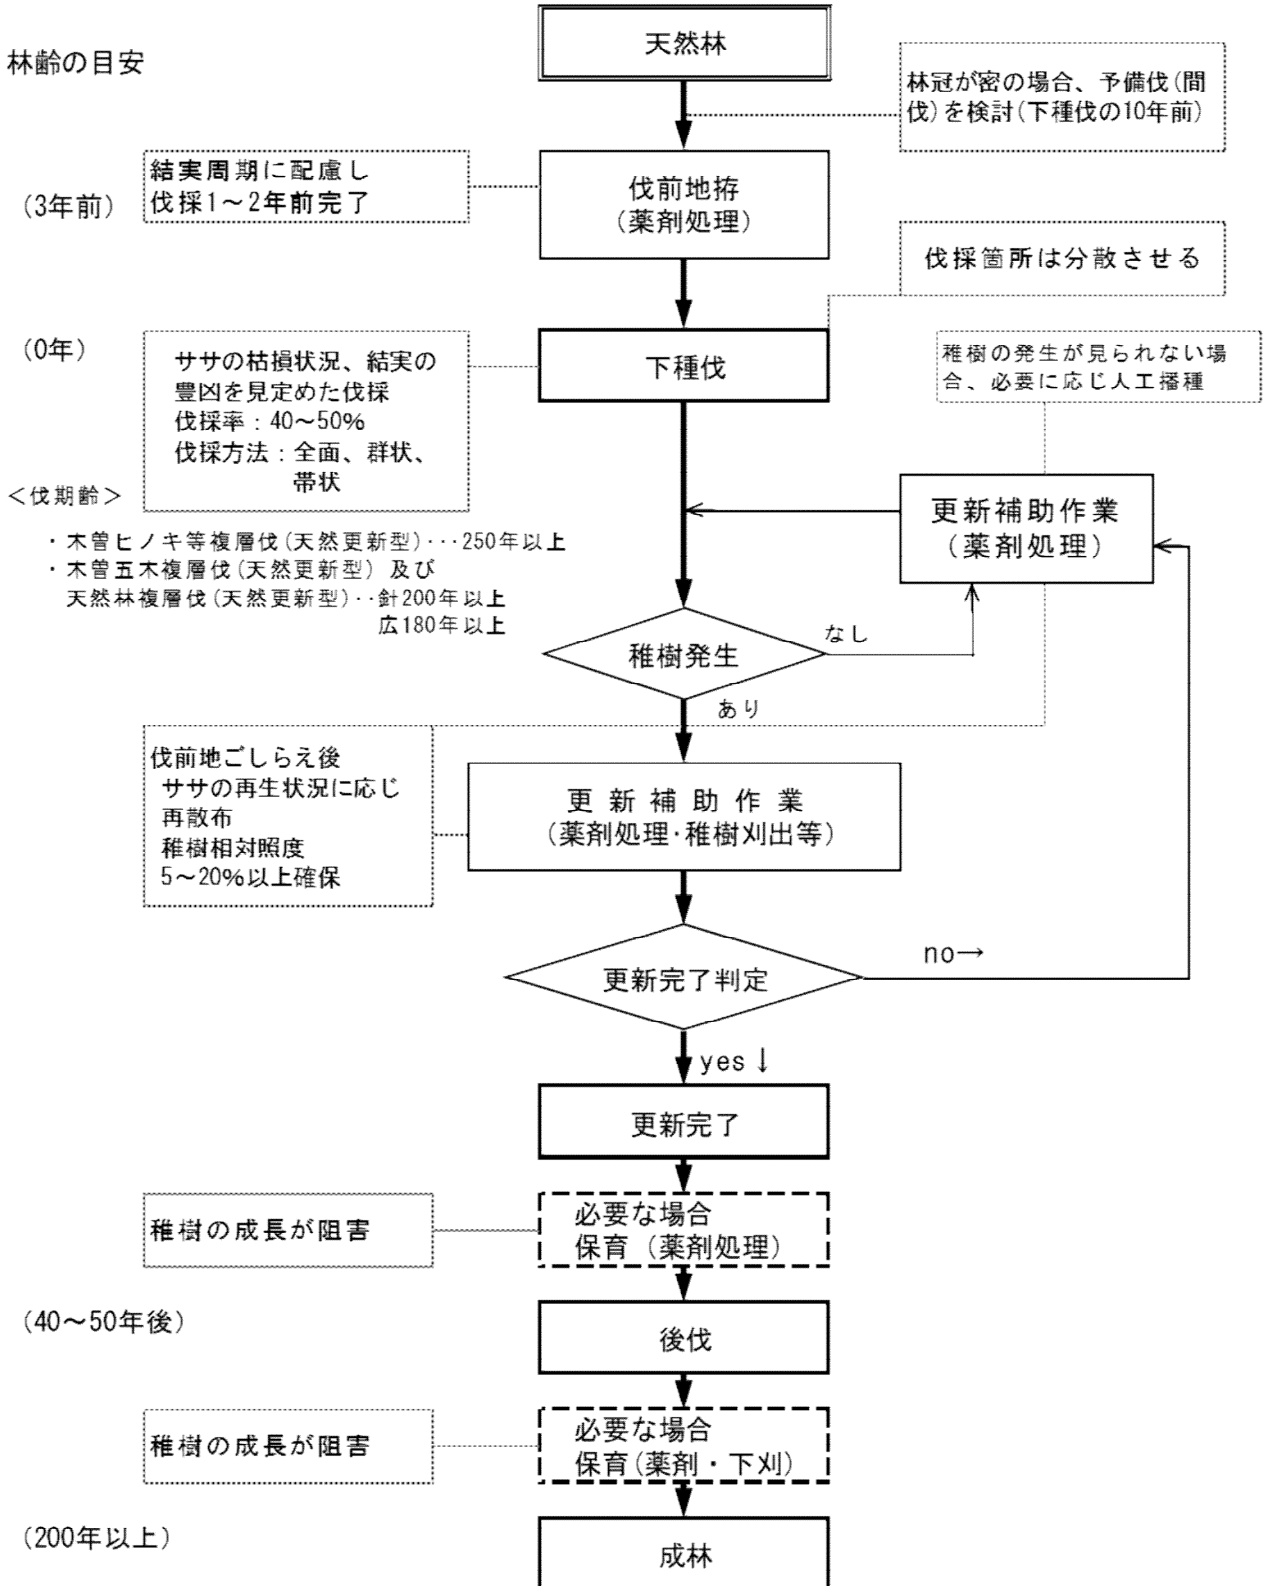 天然林
林齢の目安
林冠が密の場合、予備伐(間
伐)を検討(下種伐の10年前)
結実周期に配慮し
伐採1～2年前完了
(3年前)
伐前地拵
(薬剤処理)
伐採箇所は分散させる
(0年)
ササの枯損状況、結実の
豊凶を見定めた伐採
伐採率：40～50%
伐採方法：全面、群状、
帯状
下種伐
稚樹の発生が見られない場
合、必要に応じ人工播種
＜伐期齢＞
・木曽ヒノキ等複層伐(天然更新型)･･･250年以上
・木曽五木複層伐(天然更新型) 及び
天然林複層伐(天然更新型)･･針200年以上
広180年以上
更新補助作業
(薬剤処理)
稚樹発生
なし
あり
伐前地ごしらえ後
ササの再生状況に応じ
再散布
稚樹相対照度
5～20%以上確保
更新補助作業
(薬剤処理･稚樹刈出等)
更新完了判定
no→
yes↓
更新完了
稚樹の成長が阻害
必要な場合
保育 (薬剤処理)
(40～50年後)
後伐
稚樹の成長が阻害
必要な場合
保育(薬剤・下刈)
(200年以上)
成林